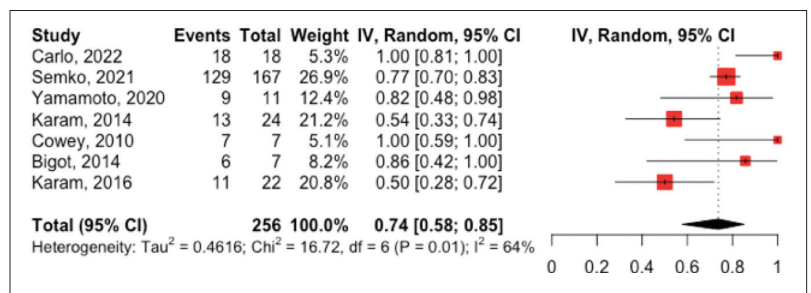 Study Events Total Weight IV, Random, 95% CI IV, Random, 95% CI
Carlo, 2022 18 18 5.3% 1.00 [0.81; 1.00]
Semko, 2021 129 167 26.9% 0.77 [0.70; 0.83]
Yamamoto, 2020 9 11 12.4% 0.82 [0.48; 0.98]
Karam, 2014 13 24 21.2% 0.54 [0.33; 0.74]
Cowey, 2010 7 7 5.1% 1.00 [0.59; 1.00]
Bigot, 2014 6 7 8.2% 0.86 [0.42; 1.00]
Karam, 2016 11 22 20.8% 0.50 [0.28; 0.72]
Total (95% CI) 256 100.0% 0.74 [0.58; 0.85]
Heterogeneity: Tau² = 0.4616; Chi² = 16.72, df = 6 (P = 0.01); I² = 64%
0 0.2 0.4 0.6 0.8 1